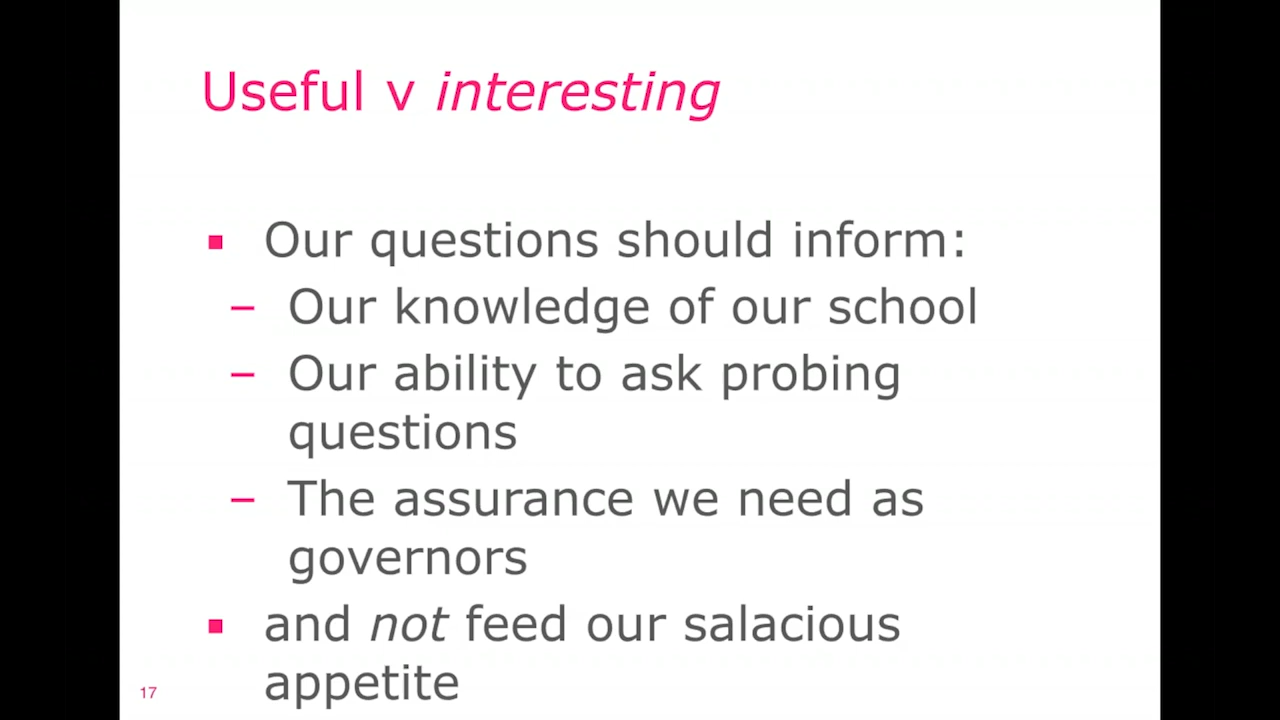 Useful v interesting
▪ Our questions should inform:
– Our knowledge of our school
– Our ability to ask probing
questions
– The assurance we need as
governors
▪ and not feed our salacious
appetite
17